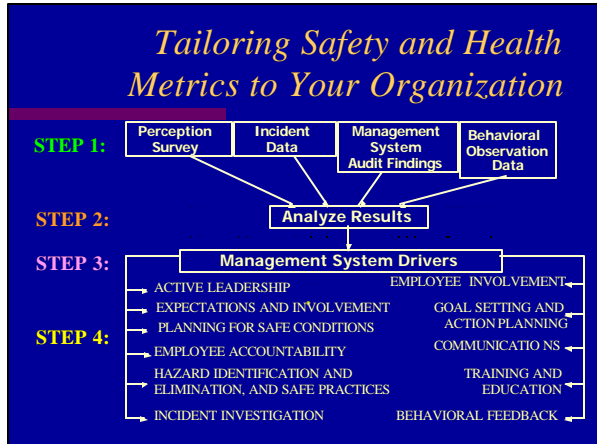 Tailoring Safety and Health
Metrics to Your Organization
STEP 1:
Perception
Survey
Incident
Data
Management
System
Audit Findings
Behavioral
Observation
Data
STEP 2:
Analyze Results
STEP 3:
Management System Drivers
STEP 4:
ACTIVE LEADERSHIP
EXPECTATIONS AND INVOLVEMENT
PLANNING FOR SAFE CONDITIONS
EMPLOYEE ACCOUNTABILITY
HAZARD IDENTIFICATION AND
ELIMINATION, AND SAFE PRACTICES
INCIDENT INVESTIGATION
EMPLOYEE INVOLVEMENT
GOAL SETTING AND
ACTION PLANNING
COMMUNICATIO NS
TRAINING AND
EDUCATION
BEHAVIORAL FEEDBACK